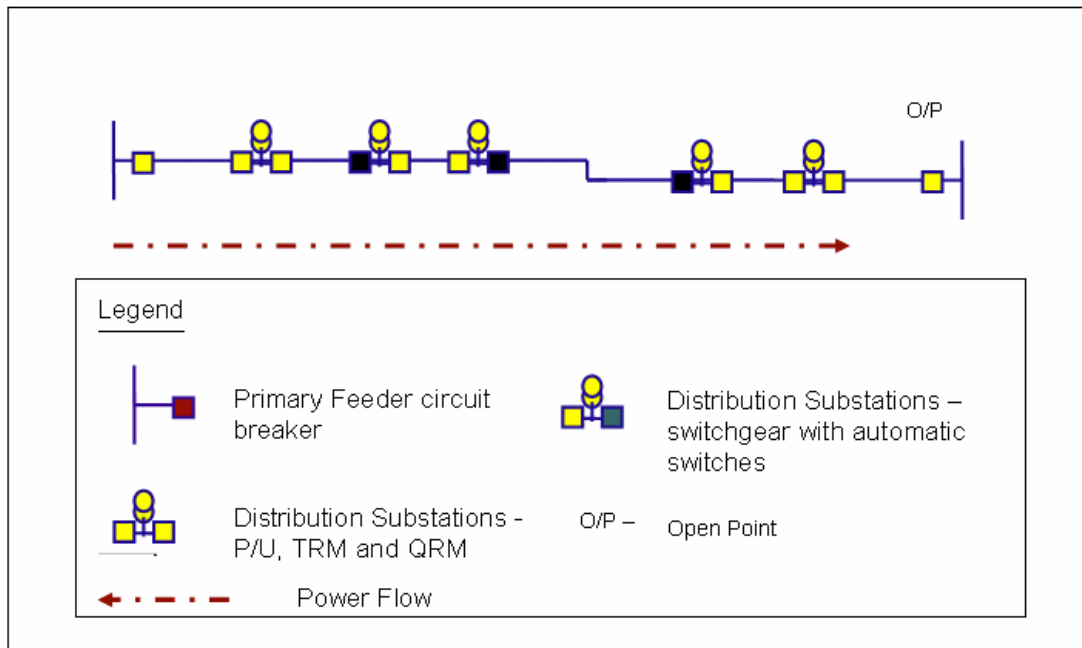 O/P
Legend
Primary Feeder circuit
breaker
Distribution Substations –
switchgear with automatic
switches
Distribution Substations -
P/U, TRM and QRM
O/P –
Open Point
Power Flow